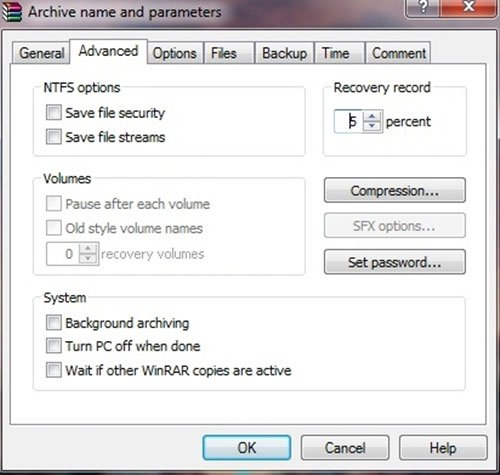 Archive name and parameters
General Advanced Options Files Backup Time Comment
NTFS options
Save file security
Save file streams
Recovery record
5 percent
Volumes
Pause after each volume
Old style volume names
0 recovery volumes
Compression...
SFX options...
Set password...
System
Background archiving
Turn PC off when done
Wait if other WinRAR copies are active
OK Cancel Help